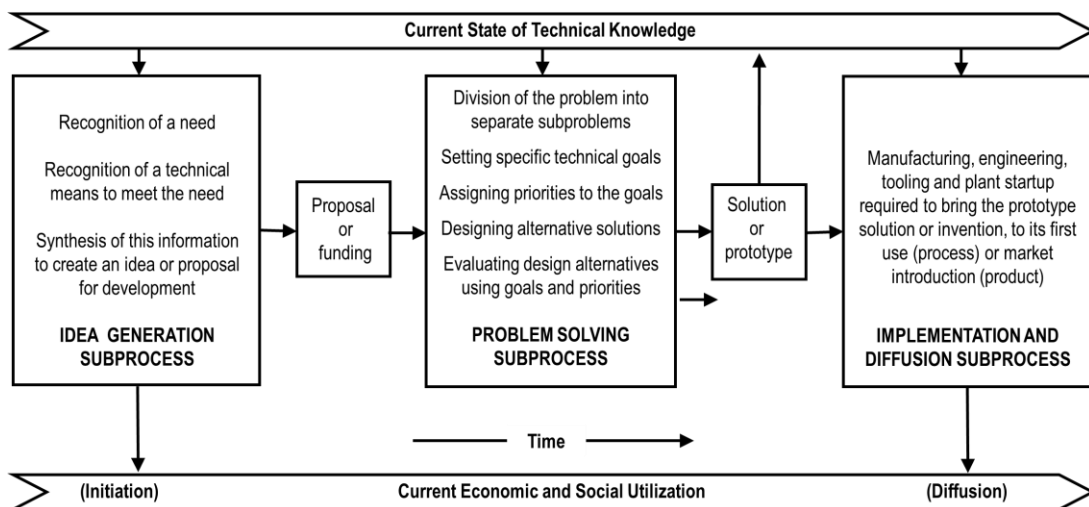 Current State of Technical Knowledge
Recognition of a need
Recognition of a technical
means to meet the need
Synthesis of this information
to create an idea or proposal
for development
IDEA GENERATION
SUBPROCESS
Proposal
or
funding
Division of the problem into
separate subproblems
Setting specific technical goals
Assigning priorities to the goals
Designing alternative solutions
Evaluating design alternatives
using goals and priorities
PROBLEM SOLVING
SUBPROCESS
Solution
or
prototype
Manufacturing, engineering,
tooling and plant startup
required to bring the prototype
solution or invention, to its first
use (process) or market
introduction (product)
IMPLEMENTATION AND
DIFFUSION SUBPROCESS
Time
(Initiation)
Current Economic and Social Utilization
(Diffusion)